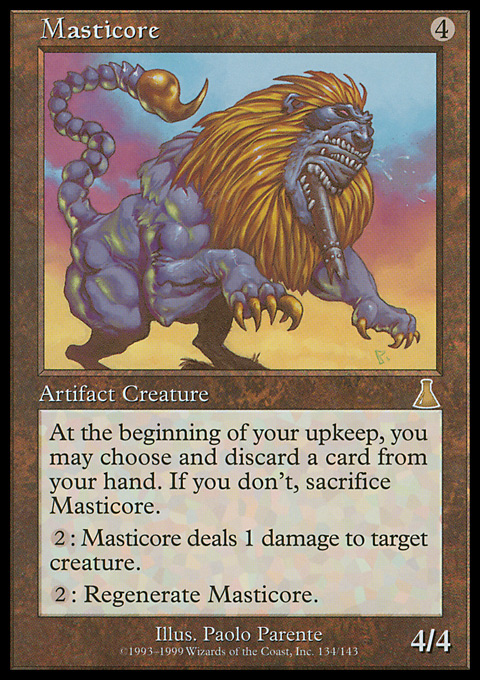 Masticore 4
Artifact Creature
At the beginning of your upkeep, you
may choose and discard a card from
your hand. If you don't, sacrifice
Masticore.
2: Masticore deals 1 damage to target
creature.
2: Regenerate Masticore.
Illus. Paolo Parente
©1993–1999 Wizards of the Coast, Inc. 134/143
4/4